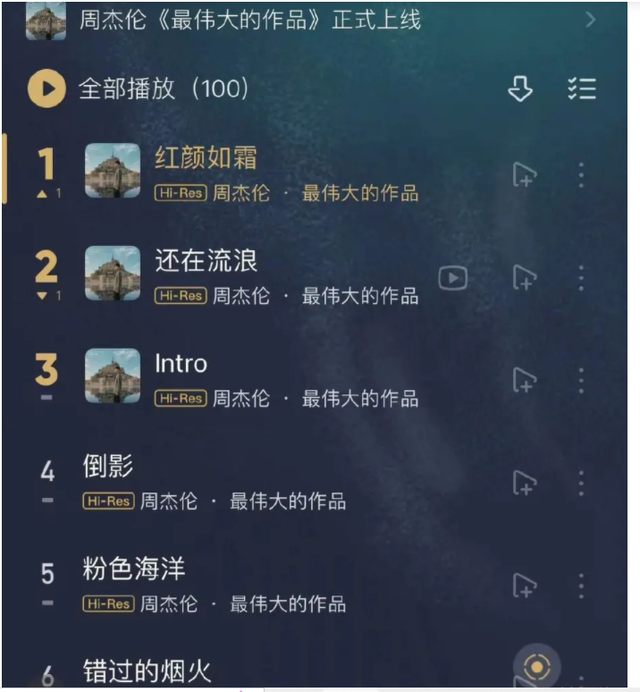 周杰伦《最伟大的作品》正式上线
全部播放（100）
1
1
红颜如霜
Hi-Res 周杰伦 · 最伟大的作品
2
1
还在流浪
Hi-Res 周杰伦 · 最伟大的作品
3
Intro
Hi-Res 周杰伦 · 最伟大的作品
4
倒影
Hi-Res 周杰伦 · 最伟大的作品
5
粉色海洋
Hi-Res 周杰伦 · 最伟大的作品
6
错过的烟火